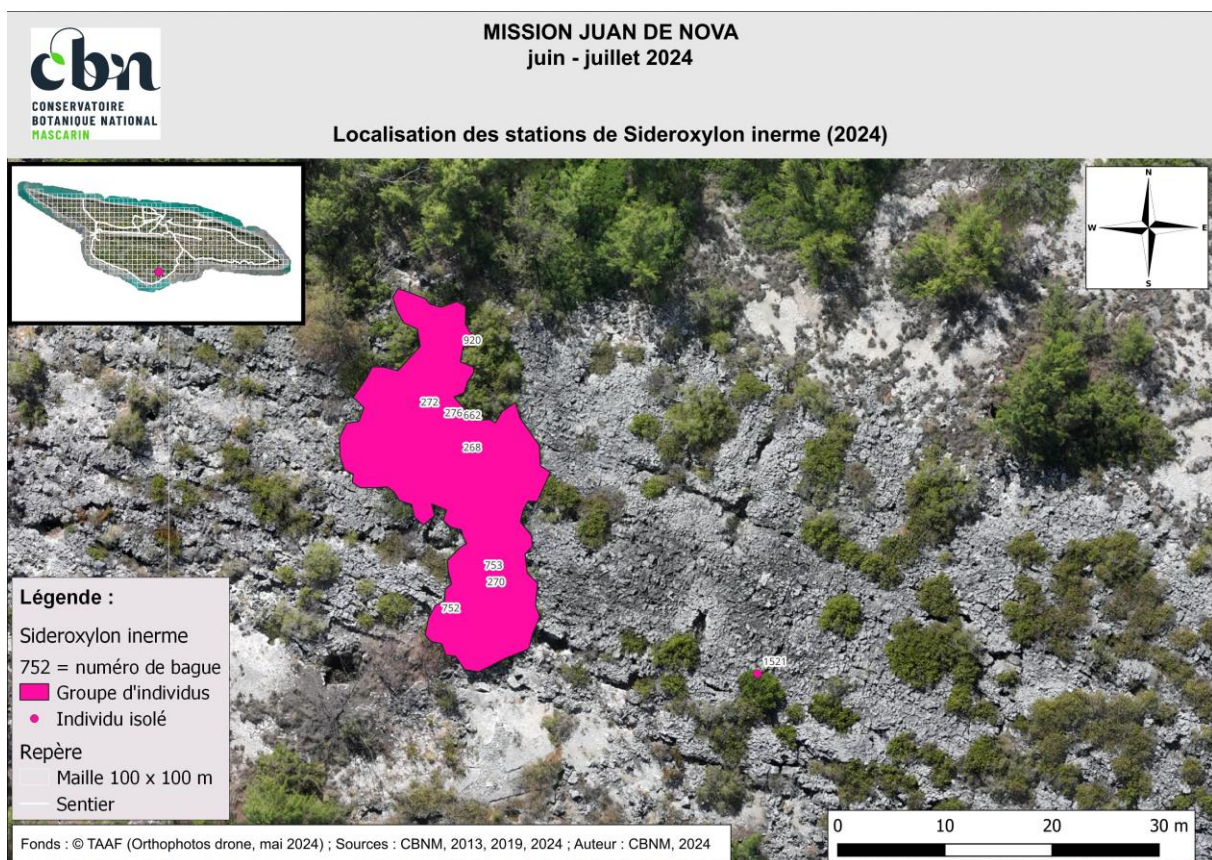 MISSION JUAN DE NOVA
juin - juillet 2024
cbn
CONSERVATOIRE
BOTANIQUE NATIONAL
MASCARIN
Localisation des stations de Sideroxylon inerme (2024)
N
W
E
S
920
272
276
662
268
753
270
752
1521
Légende :
Sideroxylon inerme
752 = numéro de bague
Groupe d'individus
Individu isolé
Repère
Maille 100 x 100 m
Sentier
Fonds : © TAAF (Orthophotos drone, mai 2024) ; Sources : CBNM, 2013, 2019, 2024 ; Auteur : CBNM, 2024
0 10 20 30 m